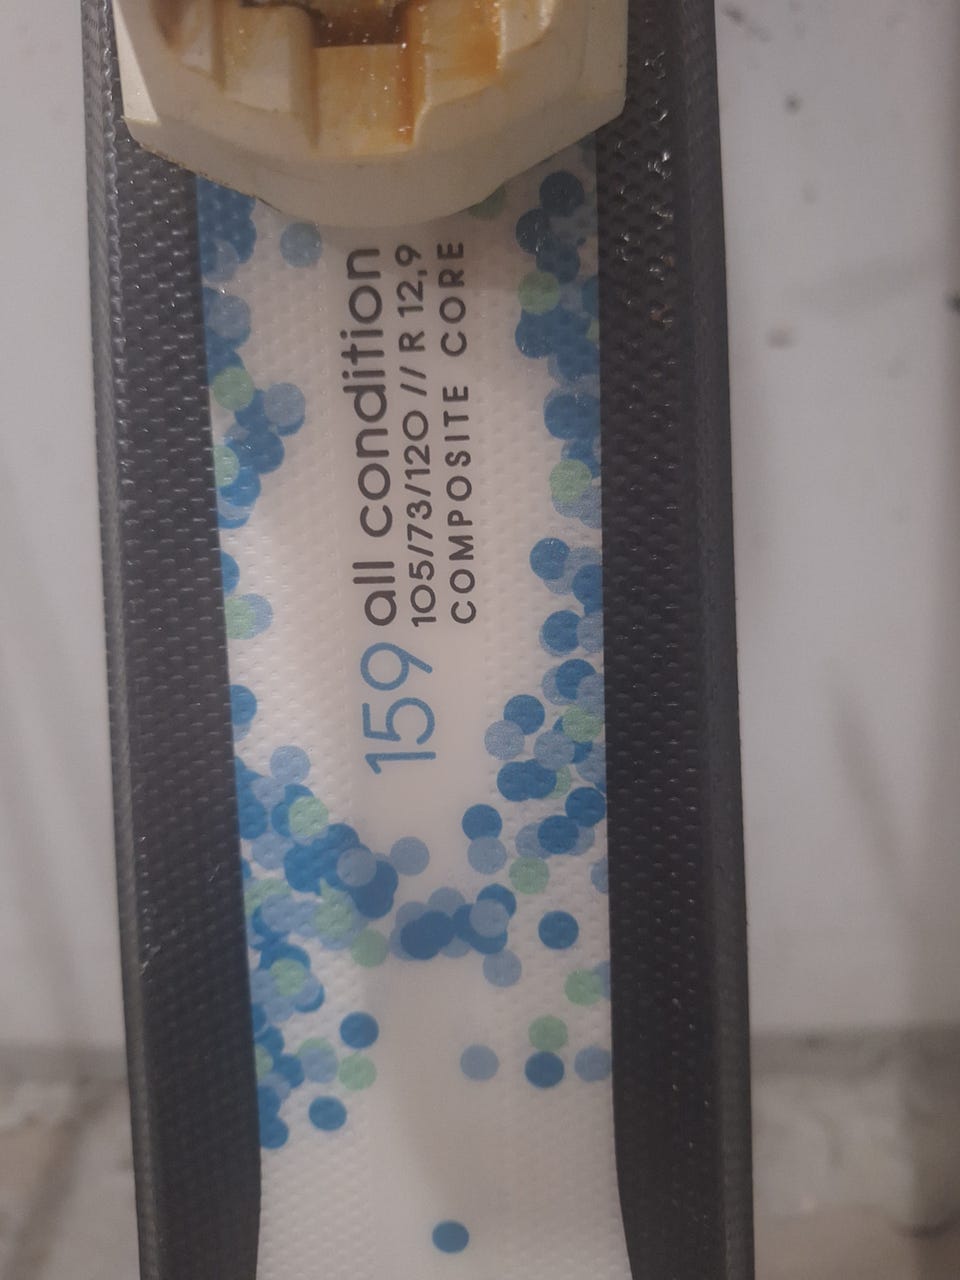 159 all condition
105/73/120 // R 12,9
COMPOSITE CORE